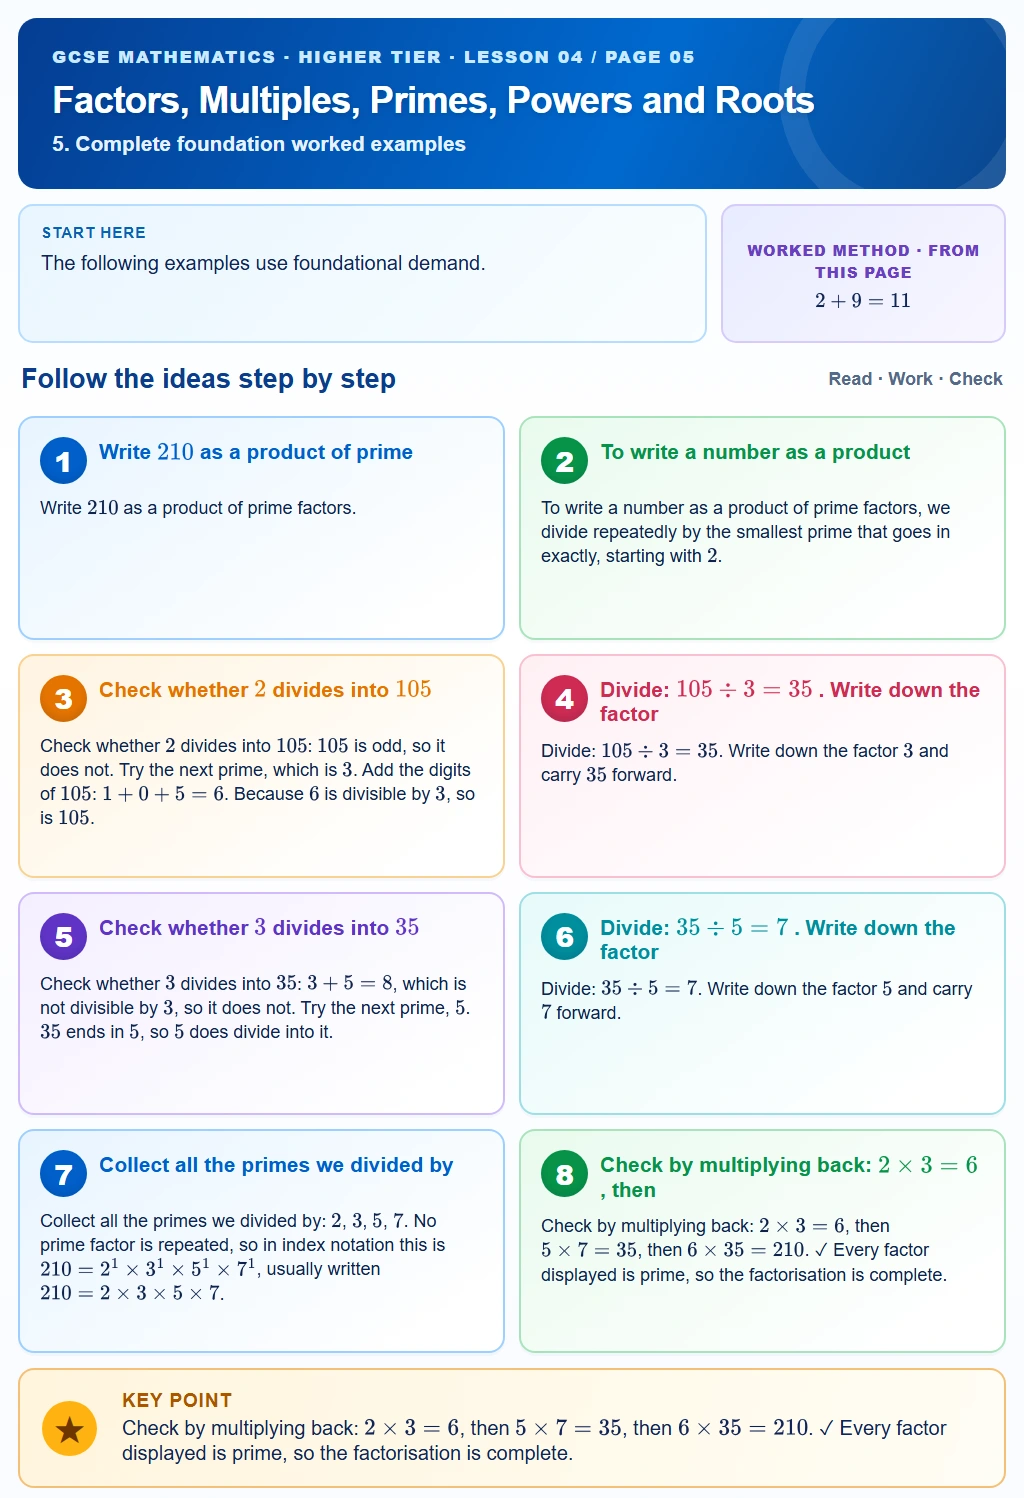 GCSE MATHEMATICS · HIGHER TIER · LESSON 04 / PAGE 05
Factors, Multiples, Primes, Powers and Roots
5. Complete foundation worked examples
START HERE
The following examples use foundational demand.
WORKED METHOD · FROM
THIS PAGE
2 + 9 = 11
Follow the ideas step by step
Read · Work · Check
1
Write 210 as a product of prime
Write 210 as a product of prime factors.
2
To write a number as a product
To write a number as a product of prime factors, we
divide repeatedly by the smallest prime that goes in
exactly, starting with 2.
3
Check whether 2 divides into 105
Check whether 2 divides into 105: 105 is odd, so it
does not. Try the next prime, which is 3. Add the digits
of 105: 1 + 0 + 5 = 6. Because 6 is divisible by 3, so
is 105.
4
Divide: 105 ÷ 3 = 35 . Write down the
factor
Divide: 105 ÷ 3 = 35. Write down the factor 3 and
carry 35 forward.
5
Check whether 3 divides into 35
Check whether 3 divides into 35: 3 + 5 = 8, which is
not divisible by 3, so it does not. Try the next prime, 5.
35 ends in 5, so 5 does divide into it.
6
Divide: 35 ÷ 5 = 7 . Write down the
factor
Divide: 35 ÷ 5 = 7. Write down the factor 5 and carry
7 forward.
7
Collect all the primes we divided by
Collect all the primes we divided by: 2, 3, 5, 7. No
prime factor is repeated, so in index notation this is
210 = 2¹ × 3¹ × 5¹ × 7¹, usually written
210 = 2 × 3 × 5 × 7.
8
Check by multiplying back: 2 × 3 = 6
, then
Check by multiplying back: 2 × 3 = 6, then
5 × 7 = 35, then 6 × 35 = 210. ✓ Every factor
displayed is prime, so the factorisation is complete.
KEY POINT
Check by multiplying back: 2 × 3 = 6, then 5 × 7 = 35, then 6 × 35 = 210. ✓ Every factor
displayed is prime, so the factorisation is complete.